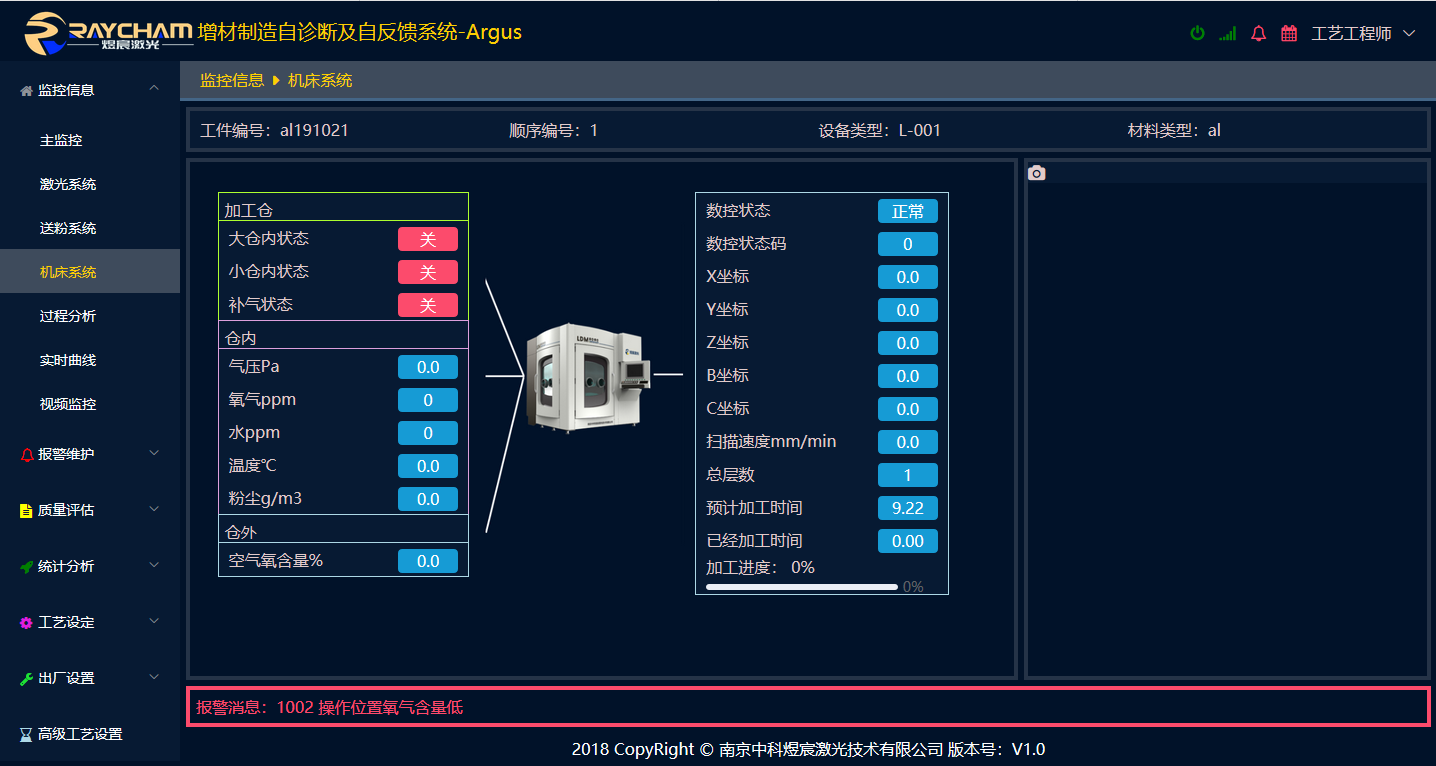 RAYCHAM 增材制造自诊断及自反馈系统-Argus 工艺工程师
煜宸激光
监控信息
主监控
激光系统
送粉系统
机床系统
过程分析
实时曲线
视频监控
报警维护
质量评估
统计分析
工艺设定
出厂设置
高级工艺设置
监控信息 机床系统
工件编号：al191021 顺序编号：1 设备类型：L-001 材料类型：al
加工仓
大仓内状态 关
小仓内状态 关
补气状态 关
仓内
气压Pa 0.0
氧气ppm 0
水ppm 0
温度℃ 0.0
粉尘g/m3 0.0
仓外
空气氧含量% 0.0
LDM
数控状态 正常
数控状态码 0
X坐标 0.0
Y坐标 0.0
Z坐标 0.0
B坐标 0.0
C坐标 0.0
扫描速度mm/min 0.0
总层数 1
预计加工时间 9.22
已经加工时间 0.00
加工进度： 0%
0%
报警消息：1002 操作位置氧气含量低
2018 CopyRight © 南京中科煜宸激光技术有限公司 版本号：V1.0